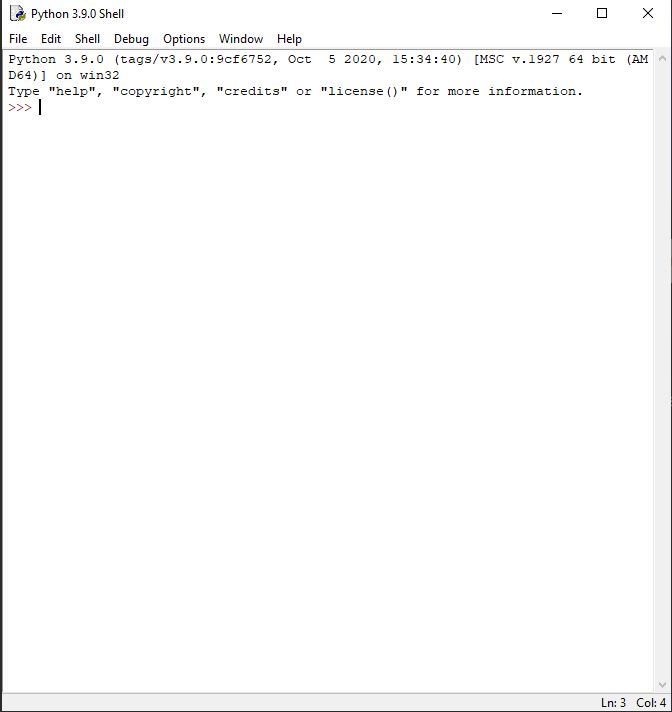 Python 3.9.0 Shell
File Edit Shell Debug Options Window Help
Python 3.9.0 (tags/v3.9.0:9cf6752, Oct  5 2020, 15:34:40) [MSC v.1927 64 bit (AM
D64)] on win32
Type "help", "copyright", "credits" or "license()" for more information.
>>>
Ln: 3 Col: 4